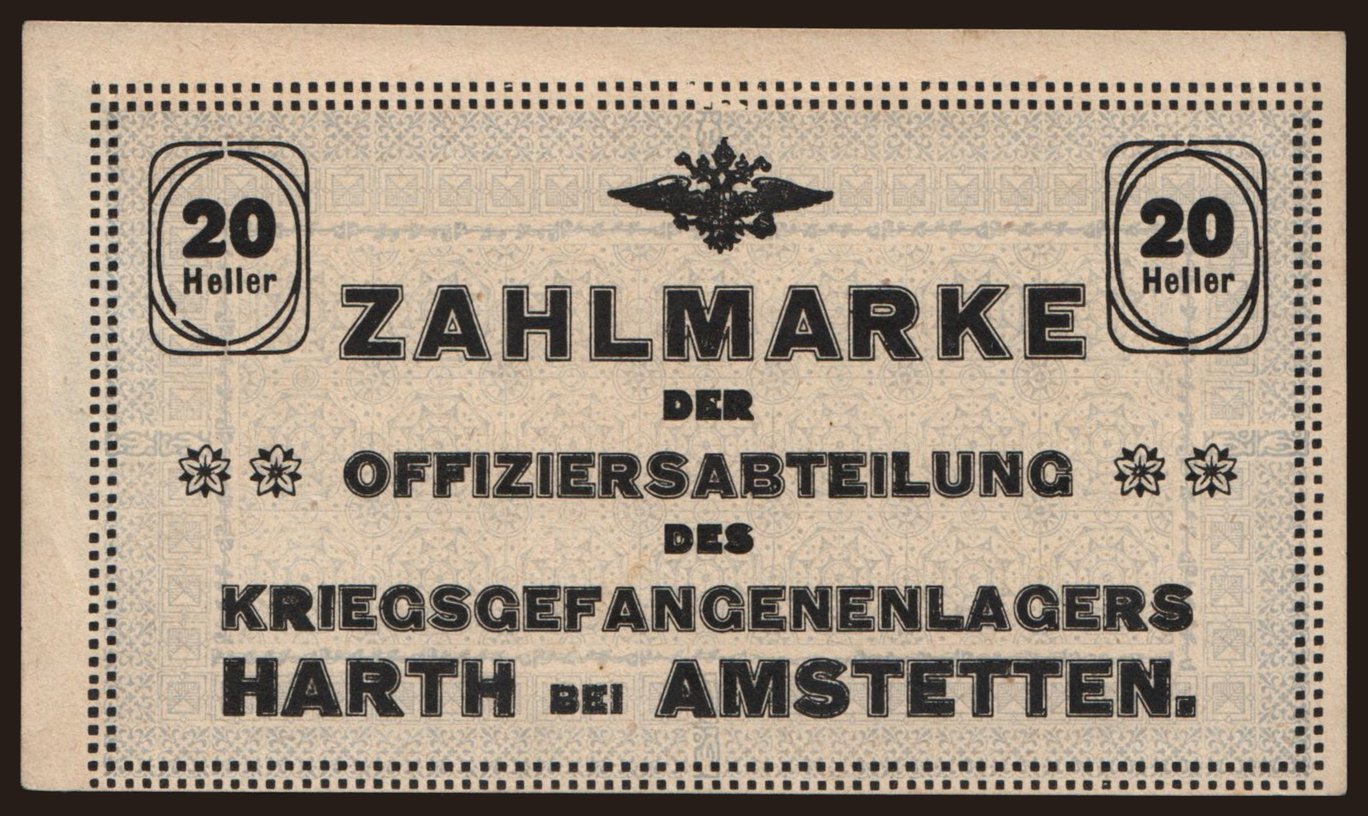 20 20
Heller Heller
ZAHLMARKE
DER
OFFIZIERSABTEILUNG
DES
KRIEGSGEFANGENENLAGERS
HARTH BEI AMSTETTEN.